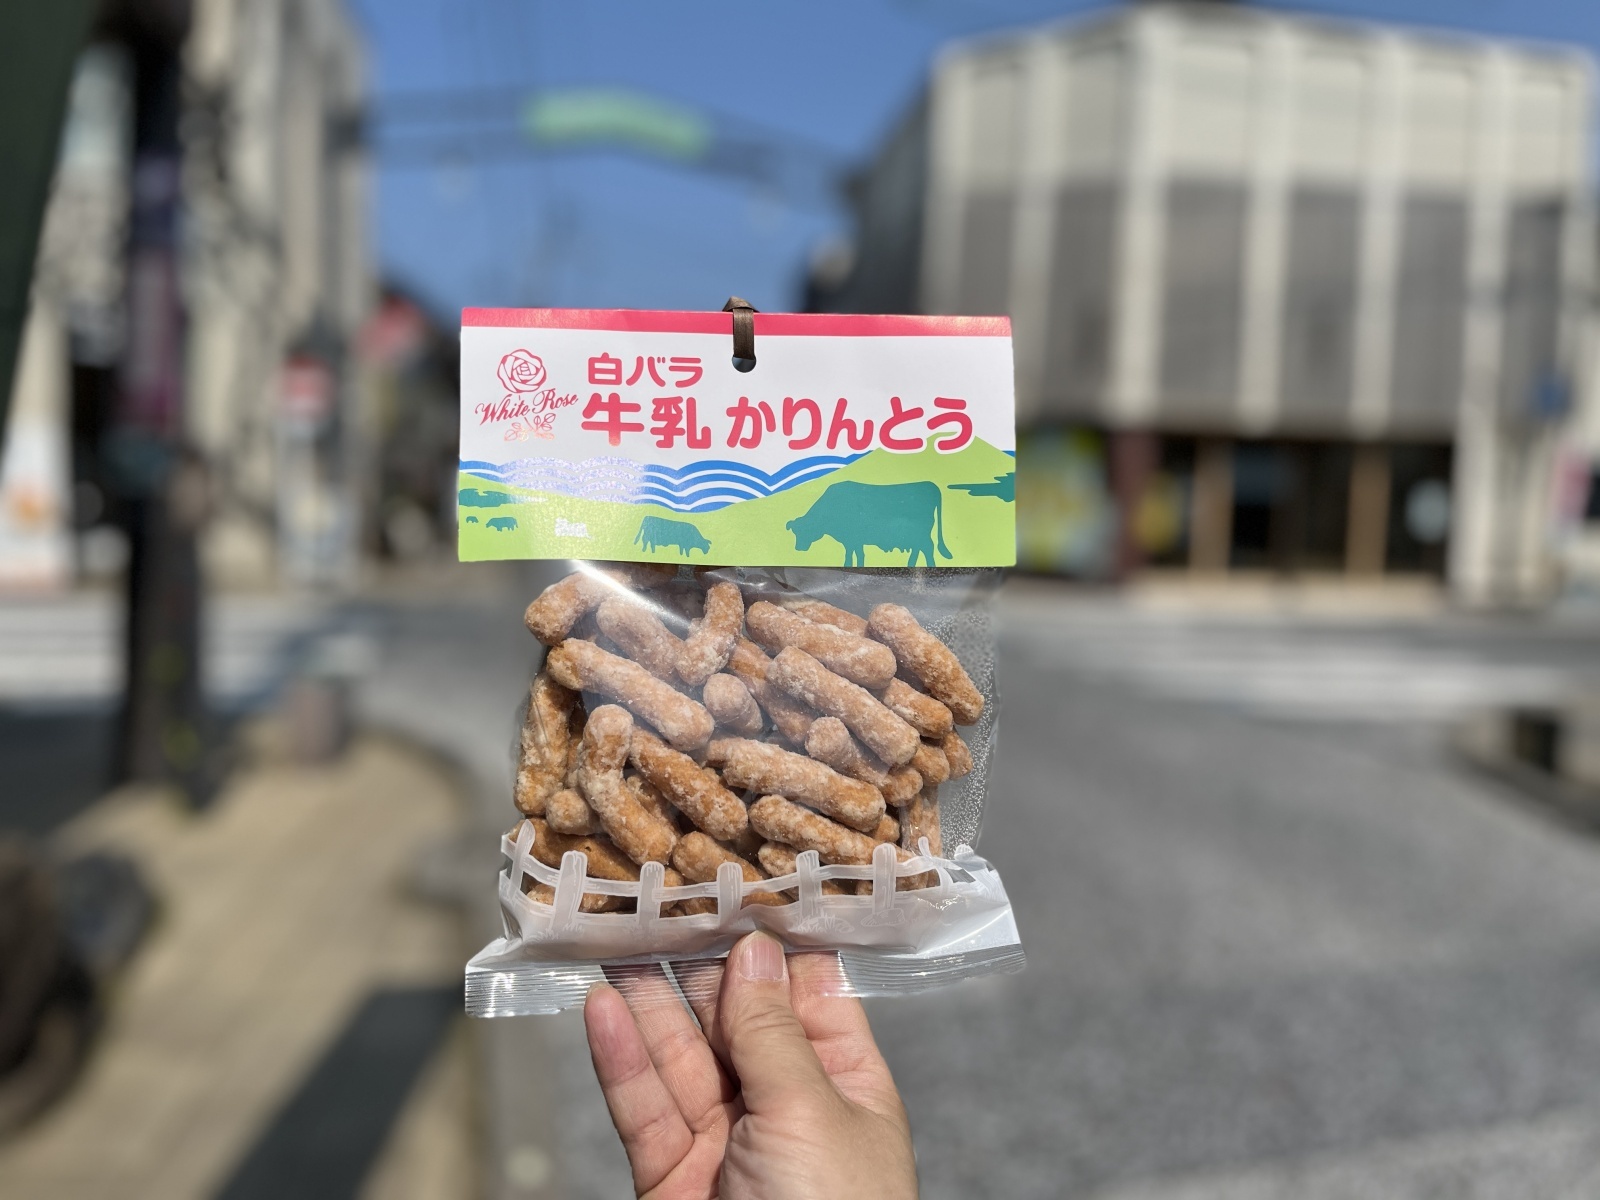 白バラ
White Rose
牛乳かりんとう